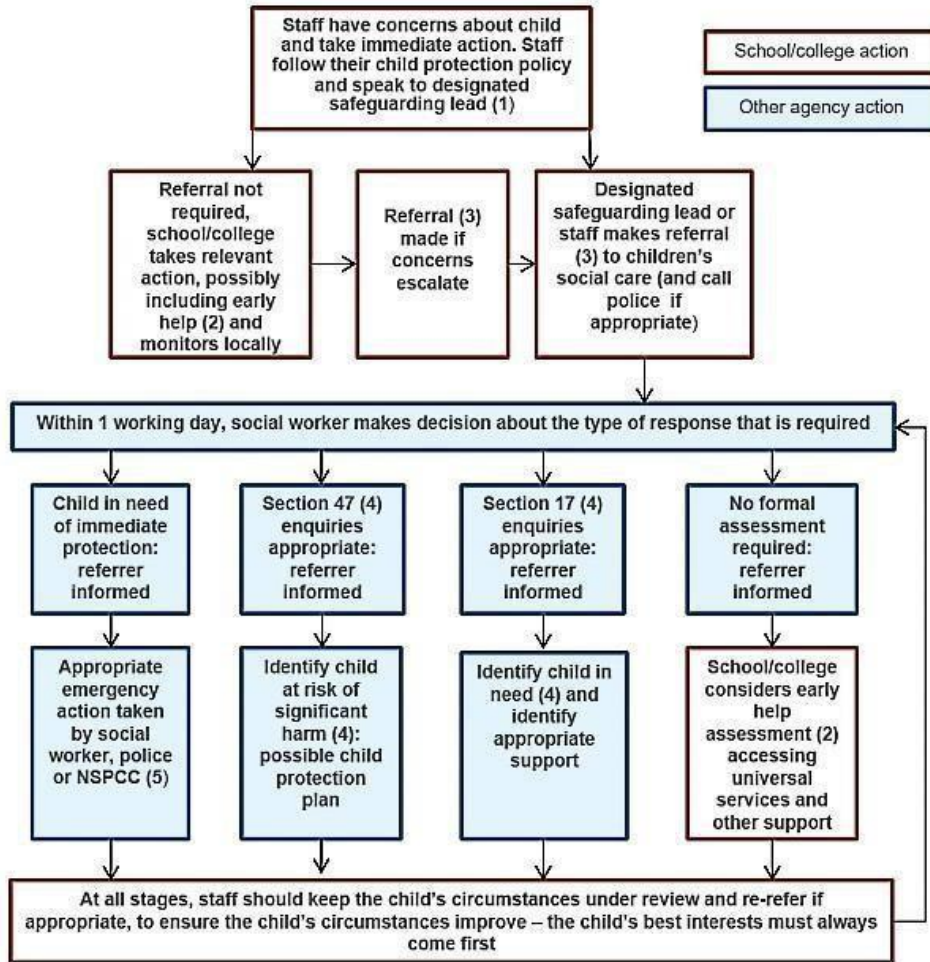 Staff have concerns about child
and take immediate action. Staff
follow their child protection policy
and speak to designated
safeguarding lead (1)
School/college action
Other agency action
Referral not
required,
school/college
takes relevant
action, possibly
including early
help (2) and
monitors locally
Referral (3)
made if
concerns
escalate
Designated
safeguarding lead or
staff makes referral
(3) to children's
social care (and call
police if
appropriate)
Within 1 working day, social worker makes decision about the type of response that is required
Child in need
of immediate
protection:
referrer
informed
Section 47 (4)
enquiries
appropriate:
referrer
informed
Section 17 (4)
enquiries
appropriate:
referrer
informed
No formal
assessment
required:
referrer
informed
Appropriate
emergency
action taken
by social
worker, police
or NSPCC (5)
Identify child
at risk of
significant
harm (4):
possible child
protection
plan
Identify child in
need (4) and
identify
appropriate
support
School/college
considers early
help
assessment (2)
accessing
universal
services and
other support
At all stages, staff should keep the child's circumstances under review and re-refer if
appropriate, to ensure the child's circumstances improve – the child's best interests must always
come first